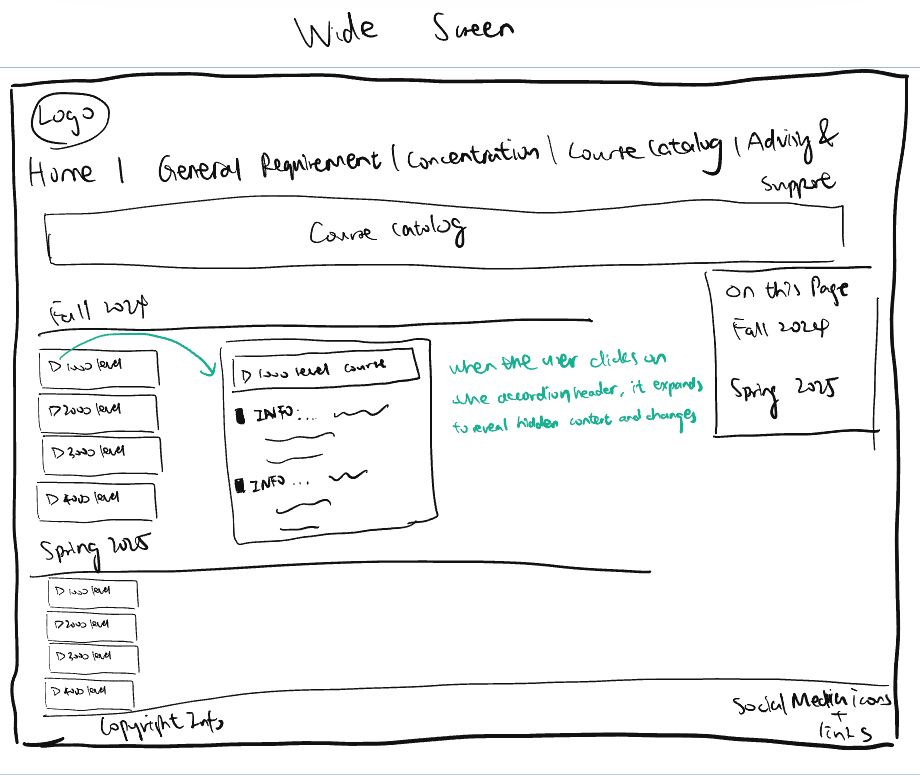 Wide Screen
Logo
Home | General Requirement | Concentration | Course Catalog | Advising &
Support
Course Catalog
Fall 2024
1000 level
2000 level
3000 level
4000 level
1000 level course
INFO: ...
INFO ...
when the user clicks on
the accordion header, it expands
to reveal hidden content and changes
On this Page
Fall 2024
Spring 2025
Spring 2025
1000 level
2000 level
3000 level
4000 level
Copyright Info
Social Media icons
+
links